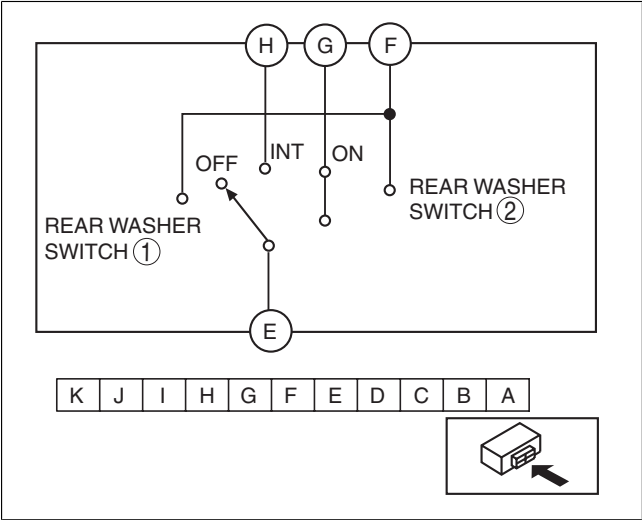 H G F
OFF INT ON
REAR WASHER
SWITCH ①
REAR WASHER
SWITCH ②
E
K J I H G F E D C B A